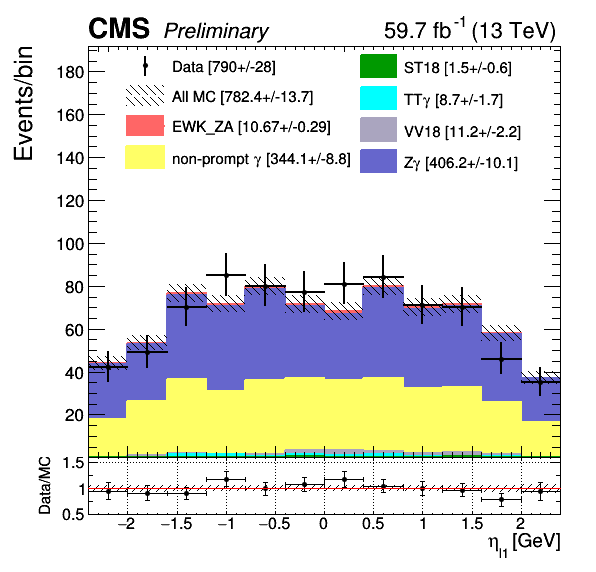 CMS Preliminary 59.7 fb⁻¹ (13 TeV)
Events/bin
Data [790+/-28]
All MC [782.4+/-13.7]
EWK_ZA [10.67+/-0.29]
non-prompt γ [344.1+/-8.8]
ST18 [1.5+/-0.6]
TTγ [8.7+/-1.7]
VV18 [11.2+/-2.2]
Zγ [406.2+/-10.1]
180
160
140
120
100
80
60
40
20
Data/MC
1.5
1
0.5
−2 −1.5 −1 −0.5 0 0.5 1 1.5 2
η_l1 [GeV]